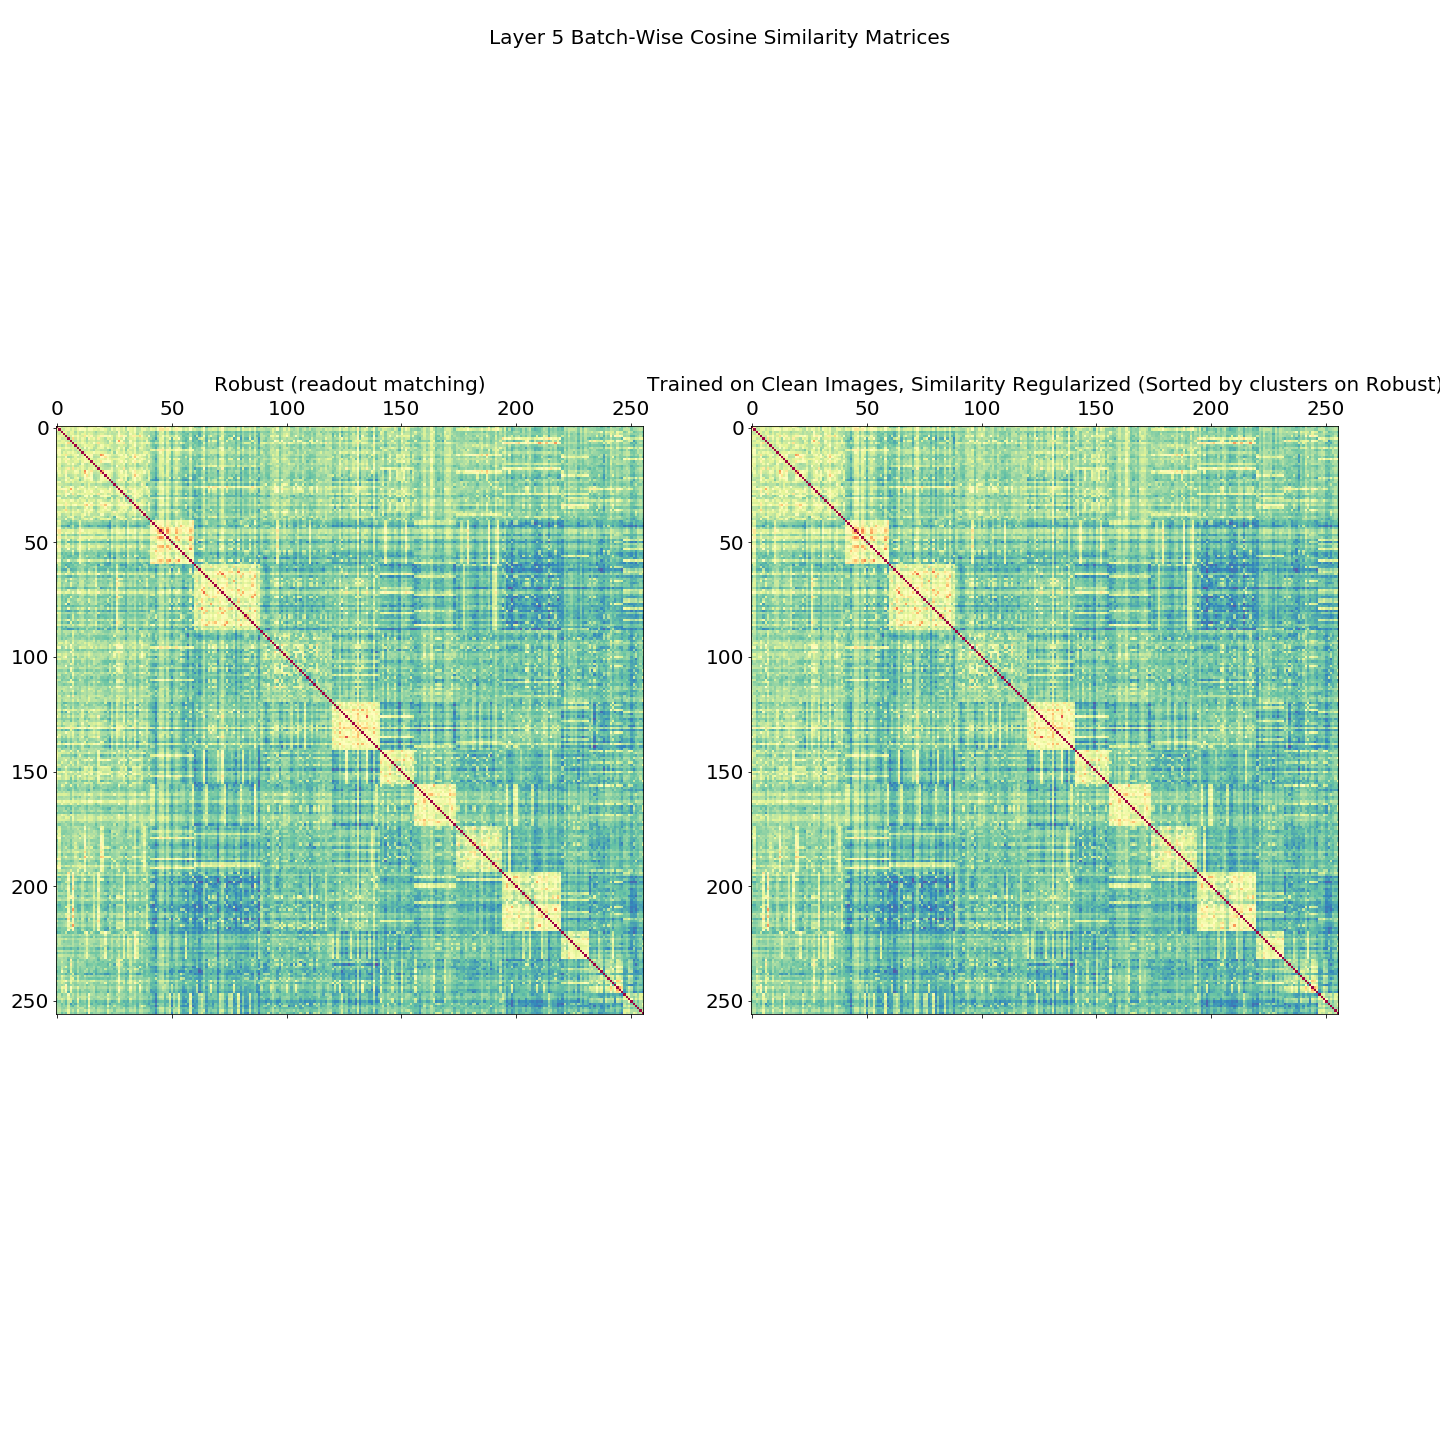 Layer 5 Batch-Wise Cosine Similarity Matrices
Robust (readout matching)
0 50 100 150 200 250
0
50
100
150
200
250
Trained on Clean Images, Similarity Regularized (Sorted by clusters on Robust)
0 50 100 150 200 250
0
50
100
150
200
250